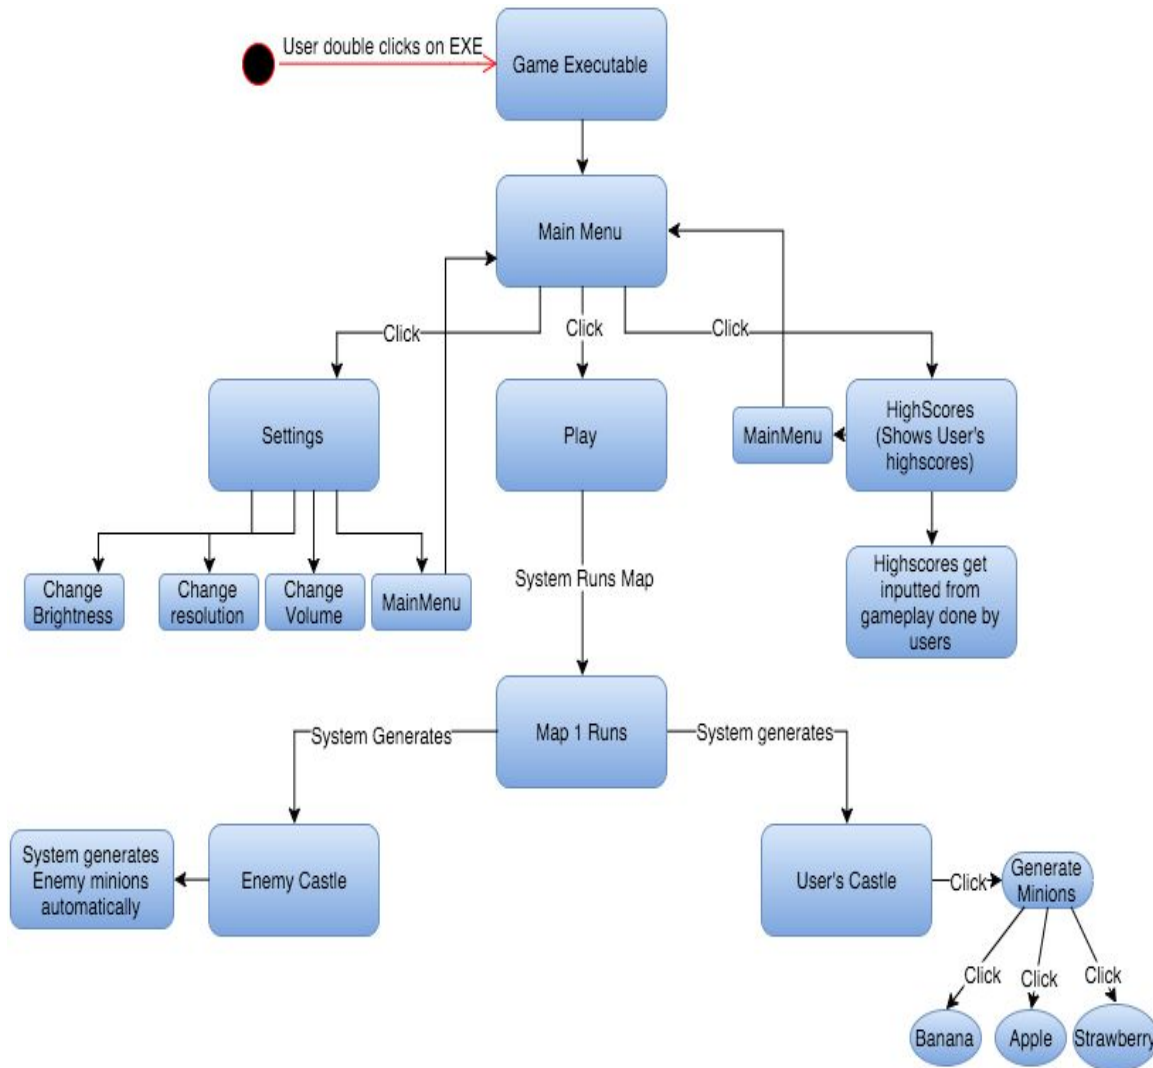 User double clicks on EXE
Game Executable
Main Menu
Click
Click
Click
Settings
Play
MainMenu
HighScores
(Shows User's
highscores)
Change
Brightness
Change
resolution
Change
Volume
MainMenu
System Runs Map
Highscores get
inputted from
gameplay done by
users
System Generates
Map 1 Runs
System generates
System generates
Enemy minions
automatically
Enemy Castle
User's Castle
Click
Generate
Minions
Click
Click
Click
Banana
Apple
Strawberry